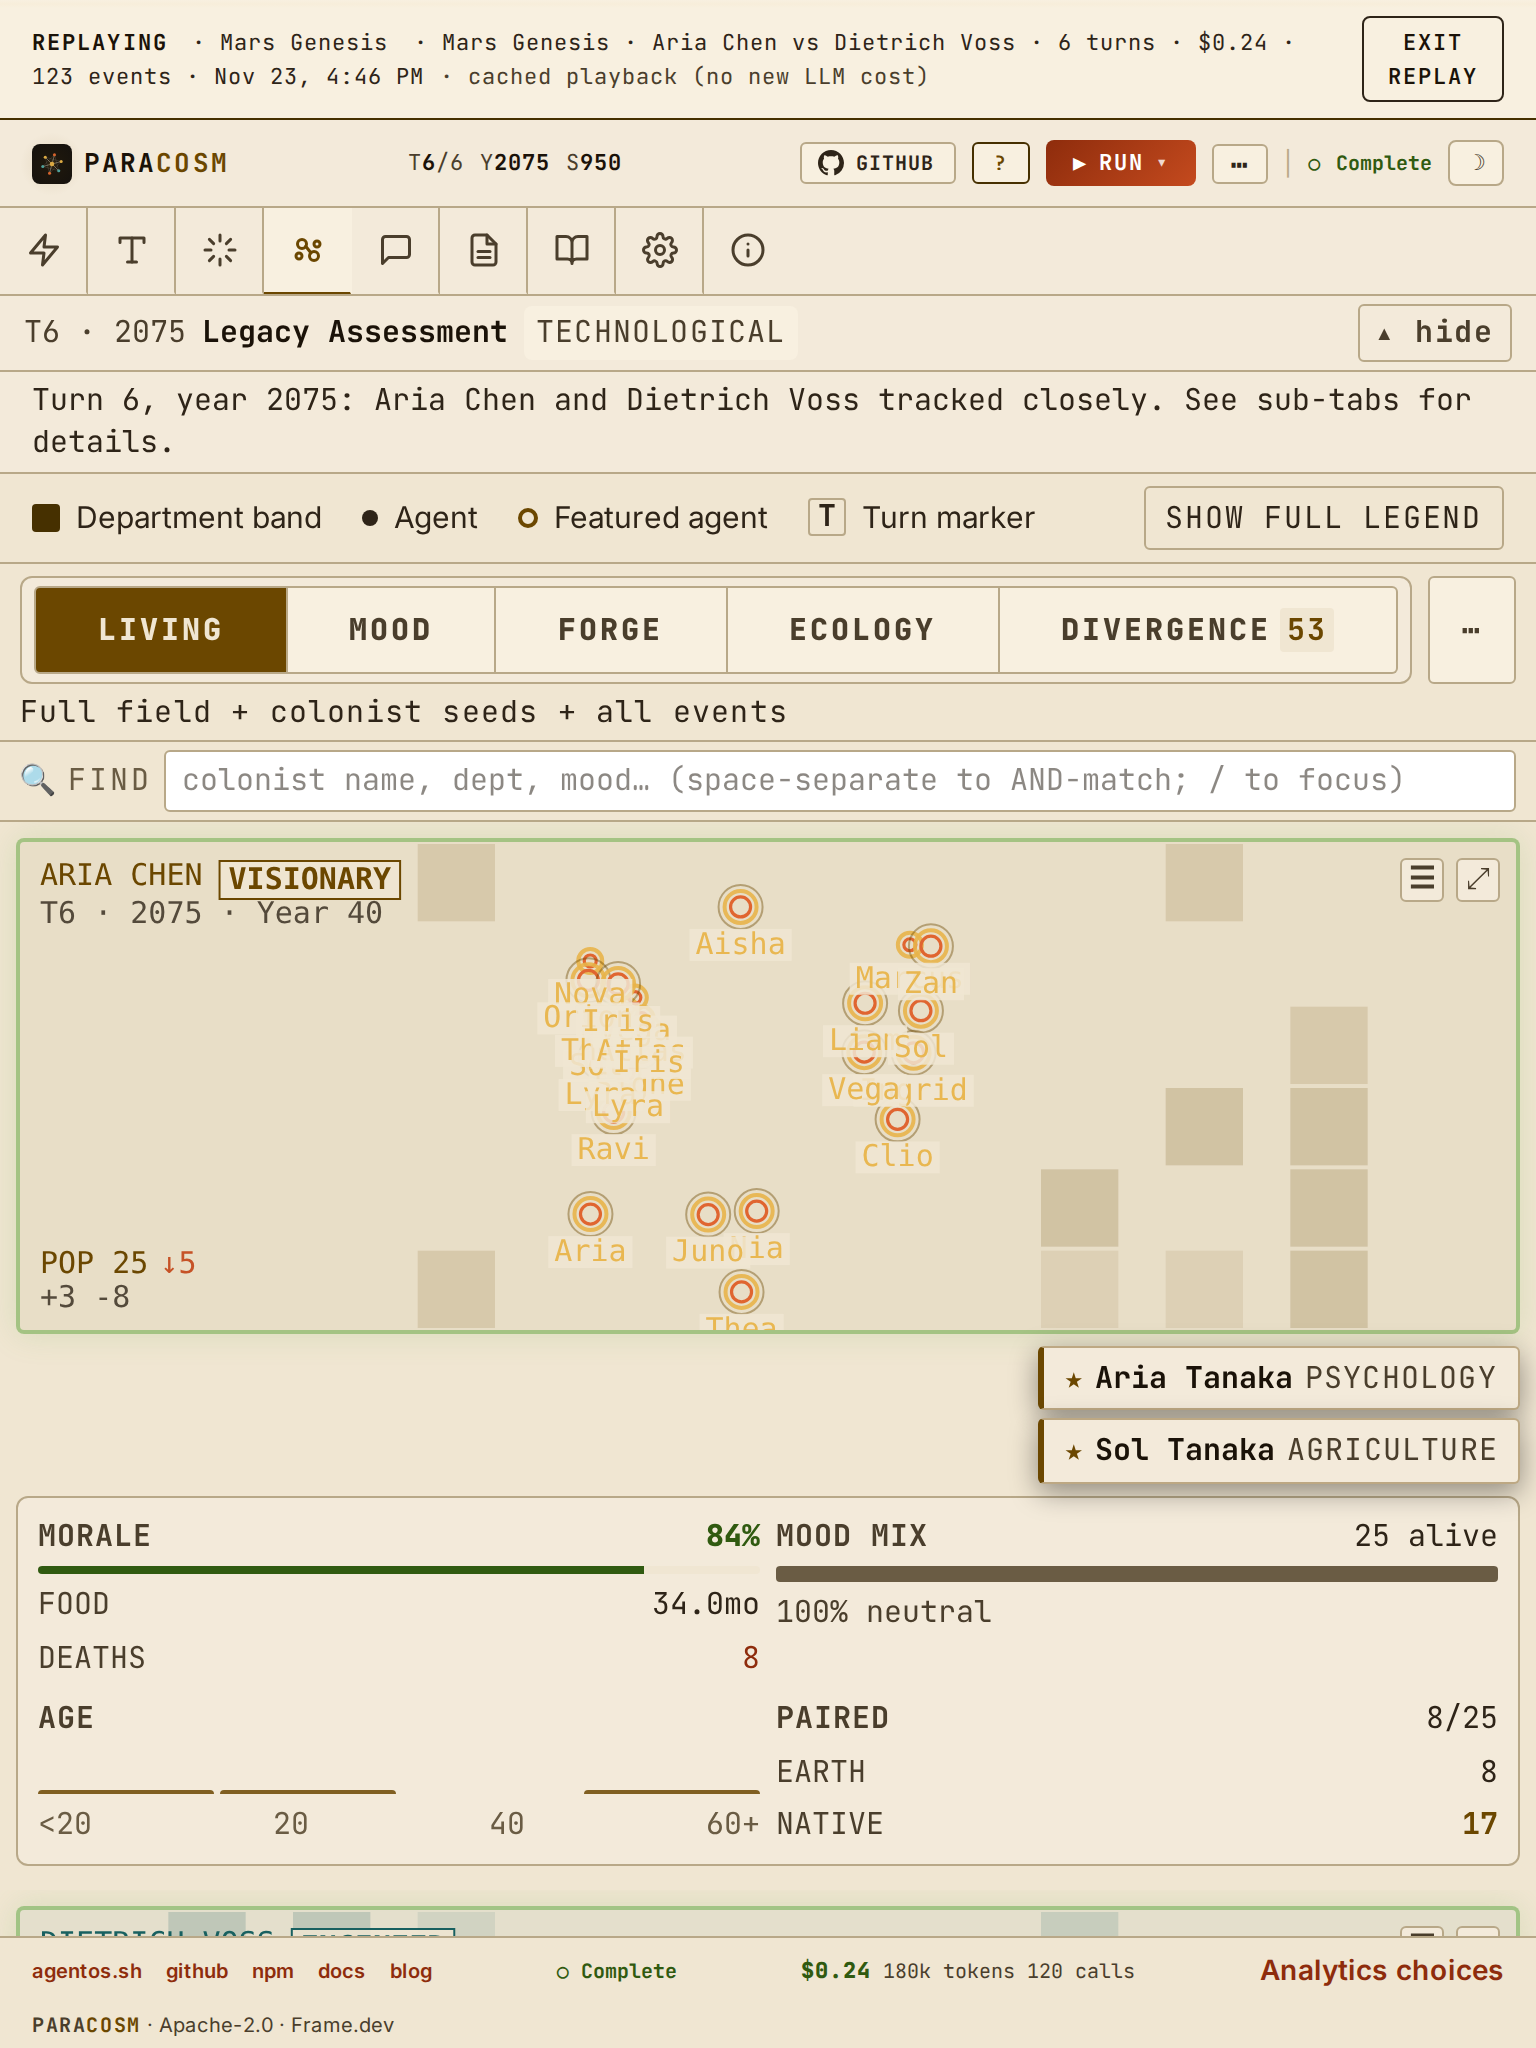 REPLAYING · Mars Genesis · Mars Genesis · Aria Chen vs Dietrich Voss · 6 turns · $0.24 ·
123 events · Nov 23, 4:46 PM · cached playback (no new LLM cost)
EXIT
REPLAY
PARACOSM
T6/6 Y2075 S950
GITHUB
?
▶ RUN ▾
…
○ Complete
T6 · 2075 Legacy Assessment TECHNOLOGICAL
▲ hide
Turn 6, year 2075: Aria Chen and Dietrich Voss tracked closely. See sub-tabs for
details.
Department band
Agent
Featured agent
T Turn marker
SHOW FULL LEGEND
LIVING
MOOD
FORGE
ECOLOGY
DIVERGENCE 53
…
Full field + colonist seeds + all events
FIND
colonist name, dept, mood… (space-separate to AND-match; / to focus)
ARIA CHEN VISIONARY
T6 · 2075 · Year 40
Aisha
Zan
Nova
Iris
Sol
Iris
Vega
Lyra
Ravi
Clio
Aria
Juno
Thea
POP 25 ↓5
+3 -8
★ Aria Tanaka PSYCHOLOGY
★ Sol Tanaka AGRICULTURE
MORALE 84%
MOOD MIX 25 alive
FOOD 34.0mo
100% neutral
DEATHS 8
AGE
PAIRED 8/25
EARTH 8
<20 20 40 60+
NATIVE 17
DIETRICH VOSS
agentos.sh github npm docs blog
○ Complete
$0.24 180k tokens 120 calls
Analytics choices
PARACOSM · Apache-2.0 · Frame.dev